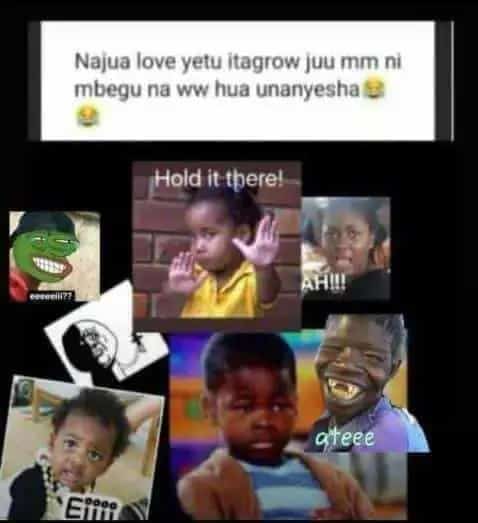 Najua love yetu itagrow juu mm ni
mbegu na ww hua unanyesha😂
😂
Hold it there!
AH!!!
eeeeeiii??
ateee
Eiiii